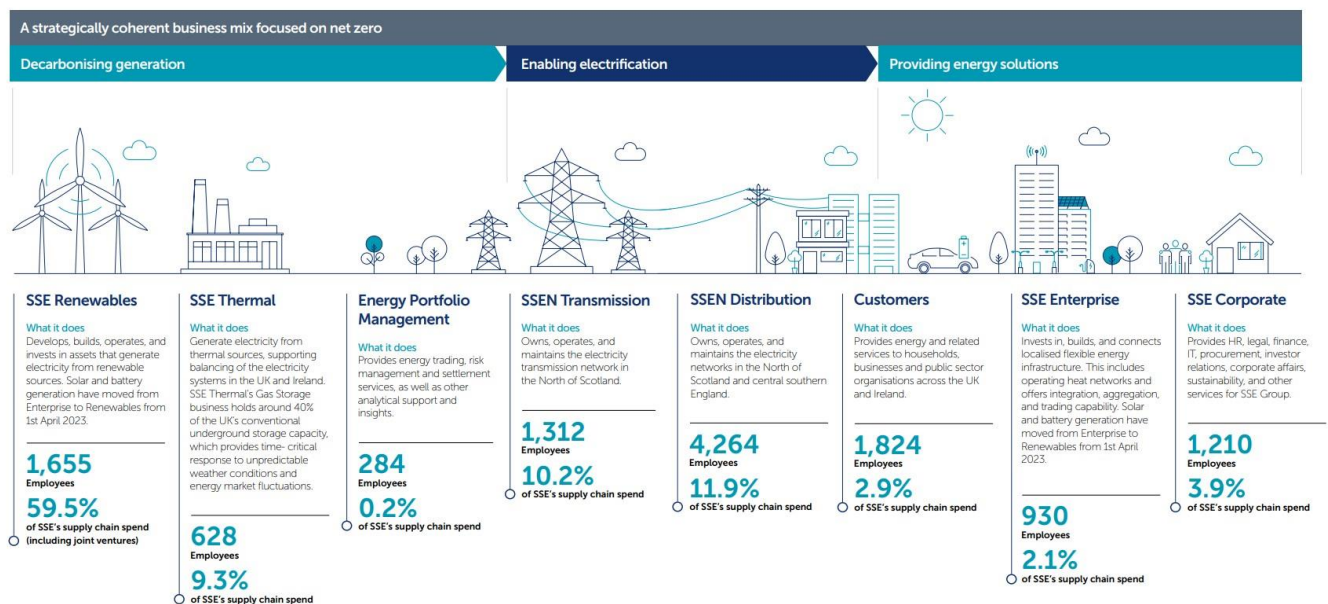 A strategically coherent business mix focused on net zero
Decarbonising generation
Enabling electrification
Providing energy solutions
SSE Renewables
What it does
Develops, builds, operates, and
invests in assets that generate
electricity from renewable
sources. Solar and battery
generation have moved from
Enterprise to Renewables from
1st April 2023.
1,655
Employees
59.5%
of SSE's supply chain spend
(including joint ventures)
SSE Thermal
What it does
Generate electricity from
thermal sources, supporting
balancing of the electricity
systems in the UK and Ireland.
SSE Thermal's Gas Storage
business holds around 40%
of the UK's conventional
underground storage capacity,
which provides time- critical
response to unpredictable
weather conditions and
energy market fluctuations.
628
Employees
9.3%
of SSE's supply chain spend
Energy Portfolio
Management
What it does
Provides energy trading, risk
management and settlement
services, as well as other
analytical support and
insights.
284
Employees
0.2%
of SSE's supply chain spend
SSEN Transmission
What it does
Owns, operates, and
maintains the electricity
transmission network in
the North of Scotland.
1,312
Employees
10.2%
of SSE's supply chain spend
SSEN Distribution
What it does
Owns, operates, and
maintains the electricity
networks in the North of
Scotland and central southern
England.
4,264
Employees
11.9%
of SSE's supply chain spend
Customers
What it does
Provides energy and related
services to households,
businesses and public sector
organisations across the UK
and Ireland.
1,824
Employees
2.9%
of SSE's supply chain spend
SSE Enterprise
What it does
Invests in, builds, and connects
localised flexible energy
infrastructure. This includes
operating heat networks and
offers integration, aggregation,
and trading capability. Solar
and battery generation have
moved from Enterprise to
Renewables from 1st April
2023.
930
Employees
2.1%
of SSE's supply chain spend
SSE Corporate
What it does
Provides HR, legal, finance,
IT, procurement, investor
relations, corporate affairs,
sustainability, and other
services for SSE Group.
1,210
Employees
3.9%
of SSE's supply chain spend